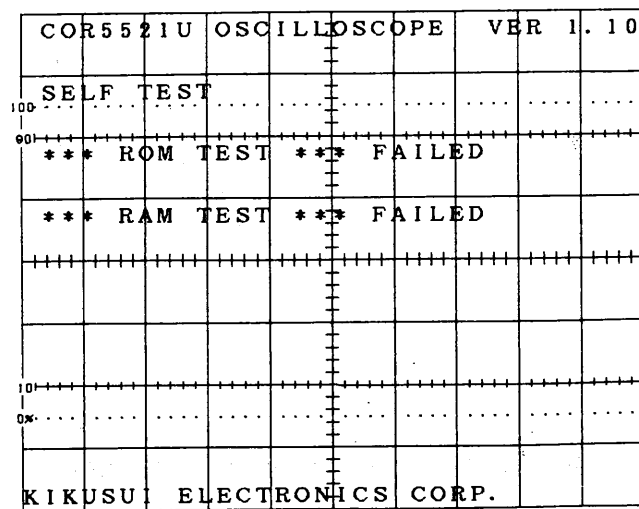 COR5521U OSCILLOSCOPE VER 1.10
SELF TEST
100
90
*** ROM TEST *** FAILED
*** RAM TEST *** FAILED
10
0%
KIKUSUI ELECTRONICS CORP.